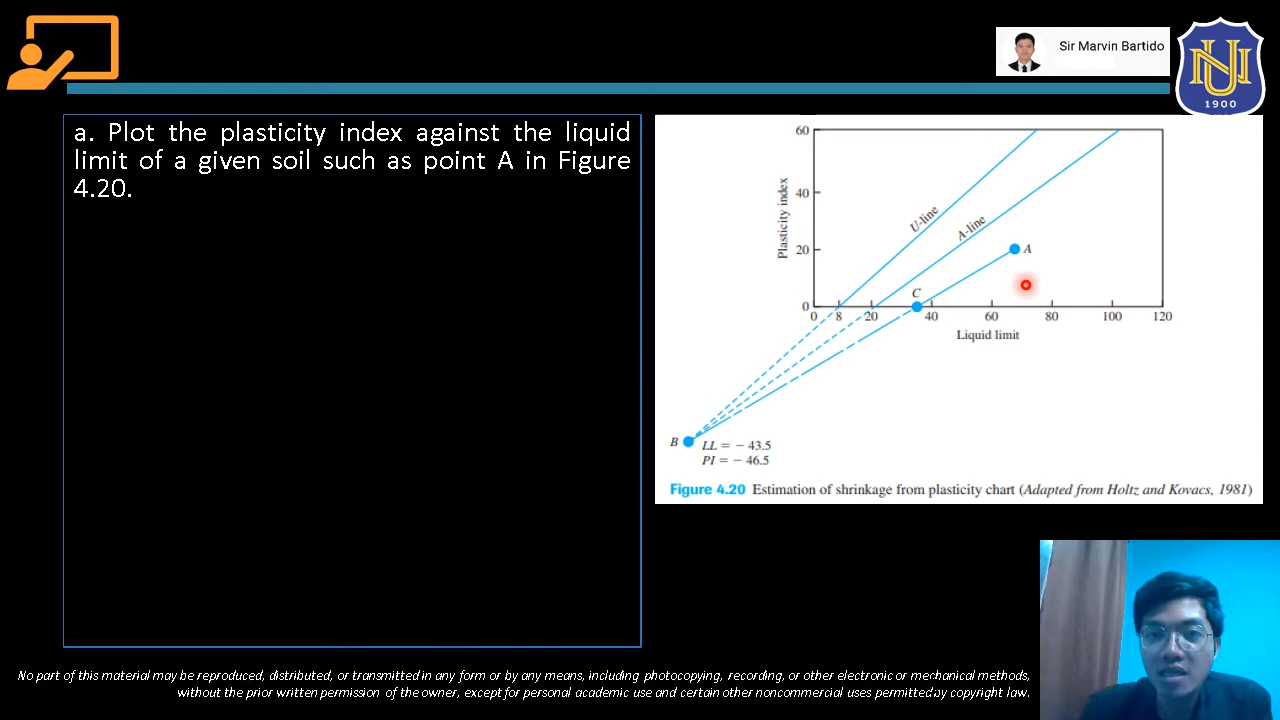 Sir Marvin Bartido
NU
1900
a. Plot the plasticity index against the liquid
limit of a given soil such as point A in Figure
4.20.
60
40
20
0
Plasticity index
U-line
A-line
A
C
0 8 20 40 60 80 100 120
Liquid limit
B
LL = − 43.5
PI = − 46.5
Figure 4.20 Estimation of shrinkage from plasticity chart (Adapted from Holtz and Kovacs, 1981)
No part of this material may be reproduced, distributed, or transmitted in any form or by any means, including photocopying, recording, or other electronic or mechanical methods,
without the prior written permission of the owner, except for personal academic use and certain other noncommercial uses permitted by copyright law.